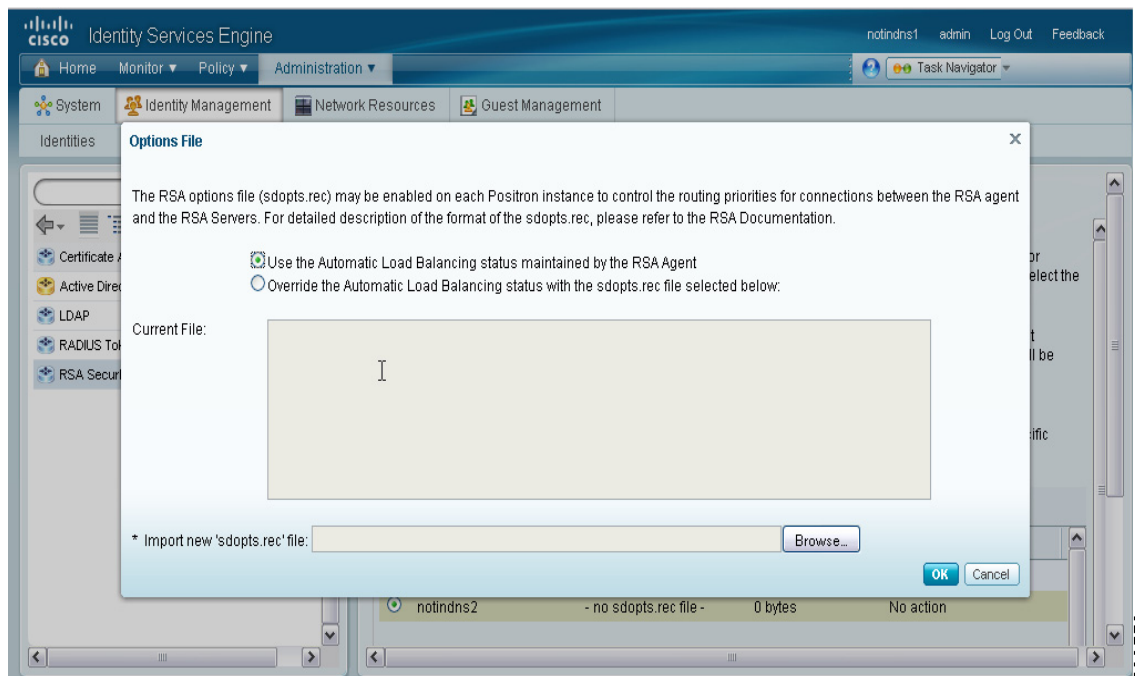 CISCO Identity Services Engine
notindns1 admin Log Out Feedback
Home Monitor ▼ Policy ▼ Administration ▼
Task Navigator
System Identity Management Network Resources Guest Management
Identities
Options File
The RSA options file (sdopts.rec) may be enabled on each Positron instance to control the routing priorities for connections between the RSA agent
and the RSA Servers. For detailed description of the format of the sdopts.rec, please refer to the RSA Documentation.
Use the Automatic Load Balancing status maintained by the RSA Agent
Override the Automatic Load Balancing status with the sdopts.rec file selected below:
Current File:
* Import new 'sdopts.rec' file:
Browse...
OK Cancel
Certificate
Active
LDAP
RADIUS
RSA
or
elect the
t
ll be
ific
notindns2 - no sdopts.rec file - 0 bytes No action